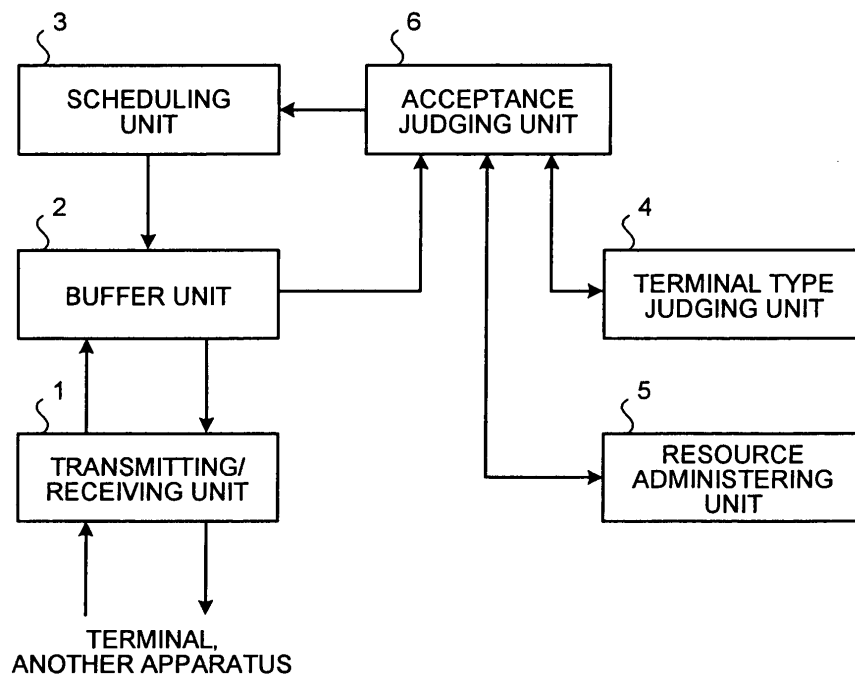 3
SCHEDULING
UNIT
6
ACCEPTANCE
JUDGING UNIT
2
BUFFER UNIT
4
TERMINAL TYPE
JUDGING UNIT
1
TRANSMITTING/
RECEIVING UNIT
5
RESOURCE
ADMINISTERING
UNIT
TERMINAL,
ANOTHER APPARATUS